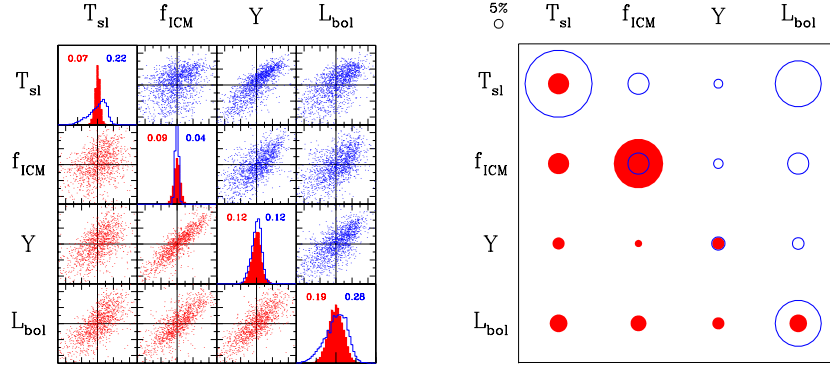 T_sl f_ICM Y L_bol
T_sl
f_ICM
Y
L_bol
0.07 0.22
0.09 0.04
0.12 0.12
0.19 0.28
5%
T_sl f_ICM Y L_bol
T_sl
f_ICM
Y
L_bol